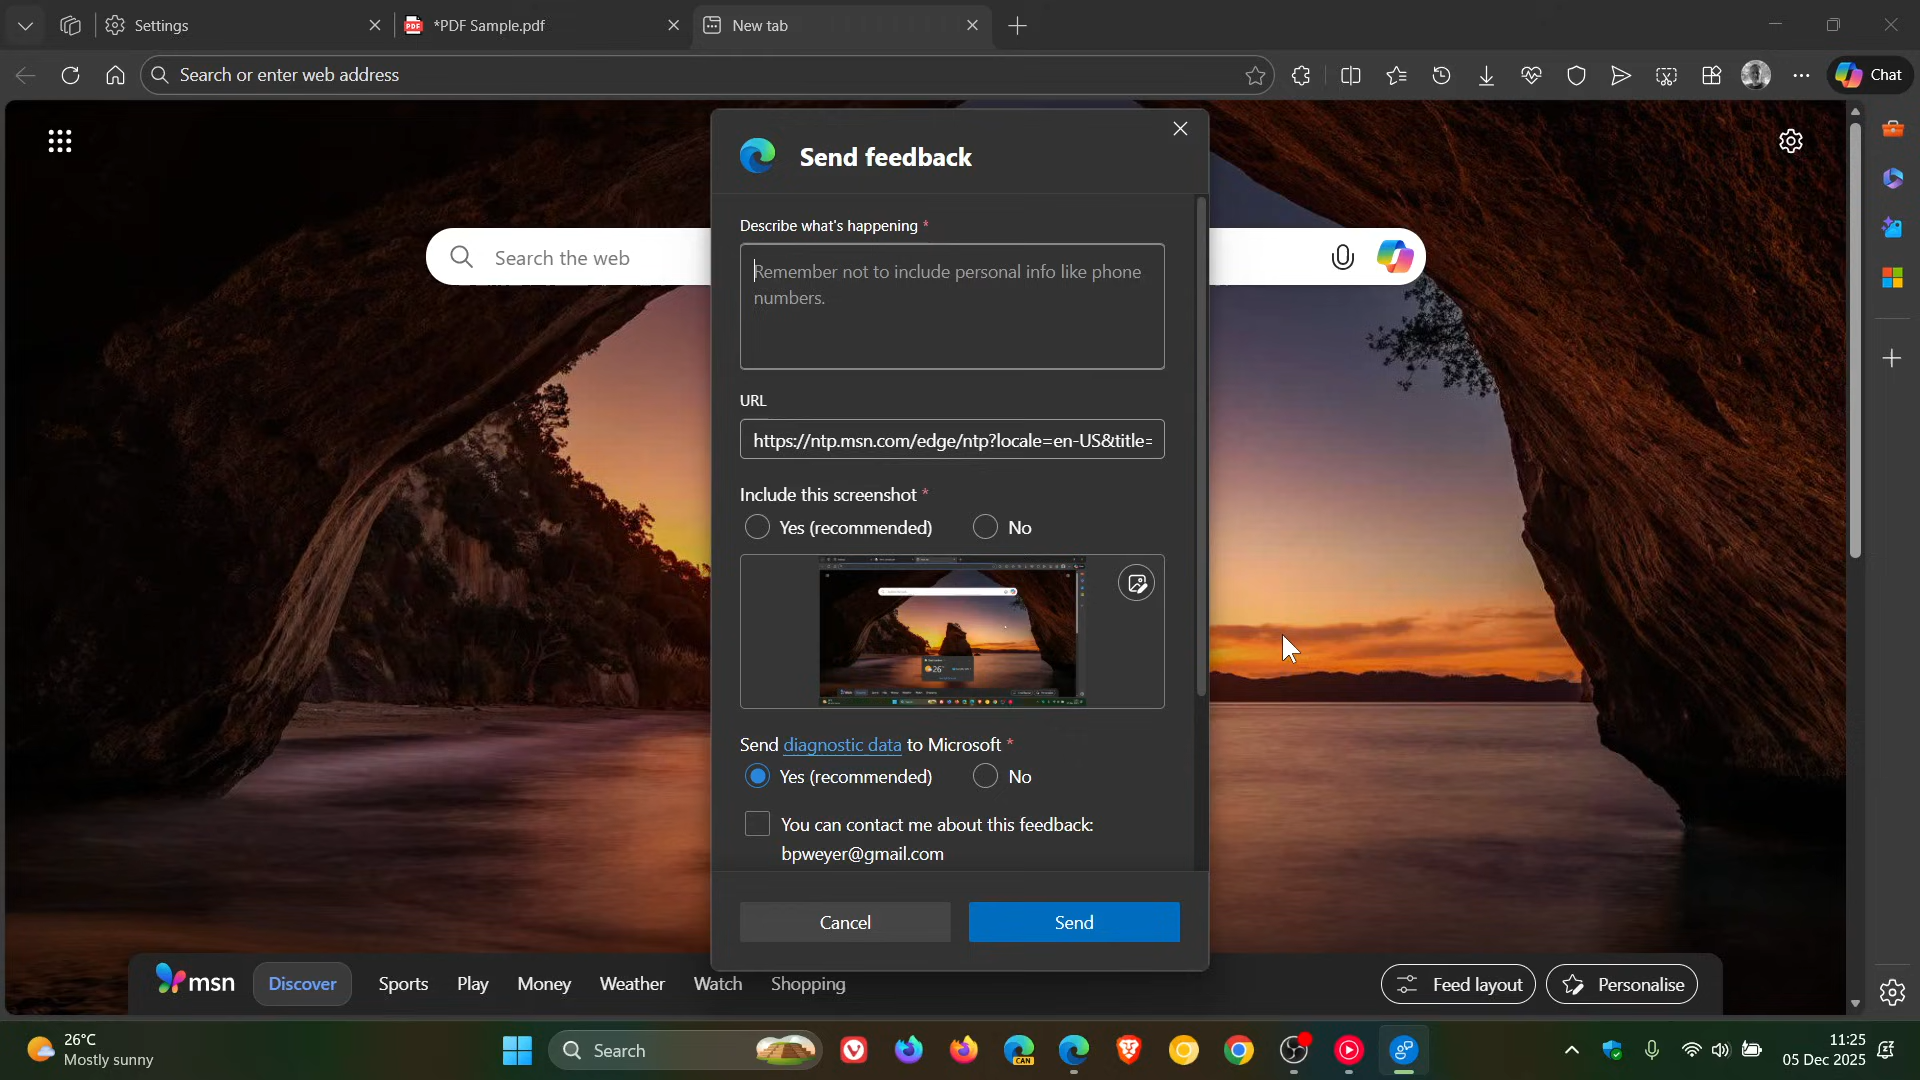 Settings
*PDF Sample.pdf
New tab
Search or enter web address
Chat
Send feedback
Describe what's happening *
Remember not to include personal info like phone
numbers.
Search the web
URL
https://ntp.msn.com/edge/ntp?locale=en-US&title=
Include this screenshot *
Yes (recommended)
No
Send diagnostic data to Microsoft *
Yes (recommended)
No
You can contact me about this feedback:
bpweyer@gmail.com
Cancel
Send
msn
Discover
Sports
Play
Money
Weather
Watch
Shopping
Feed layout
Personalise
26°C
Mostly sunny
Search
CAN
11:25
05 Dec 2025